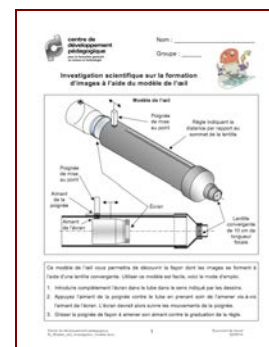 centre de
développement
pédagogique
Nom :
Groupe :
Investigation scientifique sur la formation
d'images à l'aide du modèle de l'œil
Modèle de l'œil
Poignée
de mise
au point
Règle indiquant la
distance par rapport au
sommet de la lentille
Poignée
de mise
au point
Aimant
de la
poignée
Écran
Aimant
de l'écran
Lentille
convergente
de 10 cm de
longueur
focale
Ce modèle de l'œil vous permettra de découvrir la façon dont les images se forment à
l'aide d'une lentille convergente. Utiliser ce modèle est facile, voici le mode d'emploi.
1. Introduire complètement l'écran dans le tube dans le sens indiqué par les dessins.
2. Appuyez l'aimant de la poignée contre le tube en prenant soin de l'amener vis-à-vis
l'aimant de l'écran. L'écran devrait alors suivre les mouvements de la poignée.
3. Glisser la poignée de façon à amener son aimant contre la graduation de la règle.
1